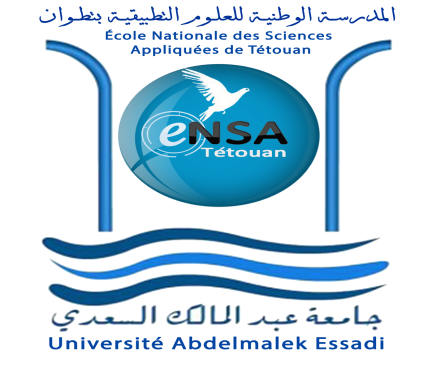 المدرسة الوطنية للعلوم التطبيقية بتطوان
École Nationale des Sciences
Appliquées de Tétouan
eNSA
Tétouan
جامعة عبد المالك السعدي
Université Abdelmalek Essadi